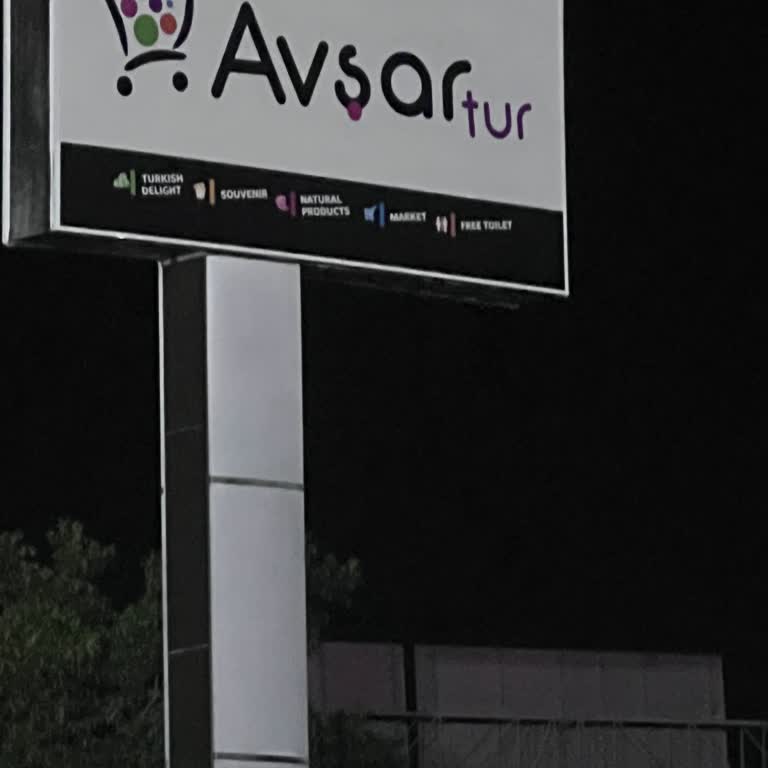 Avşar
tur
TURKISH
DELIGHT
SOUVENIR
NATURAL
PRODUCTS
MARKET
FREE TOILET